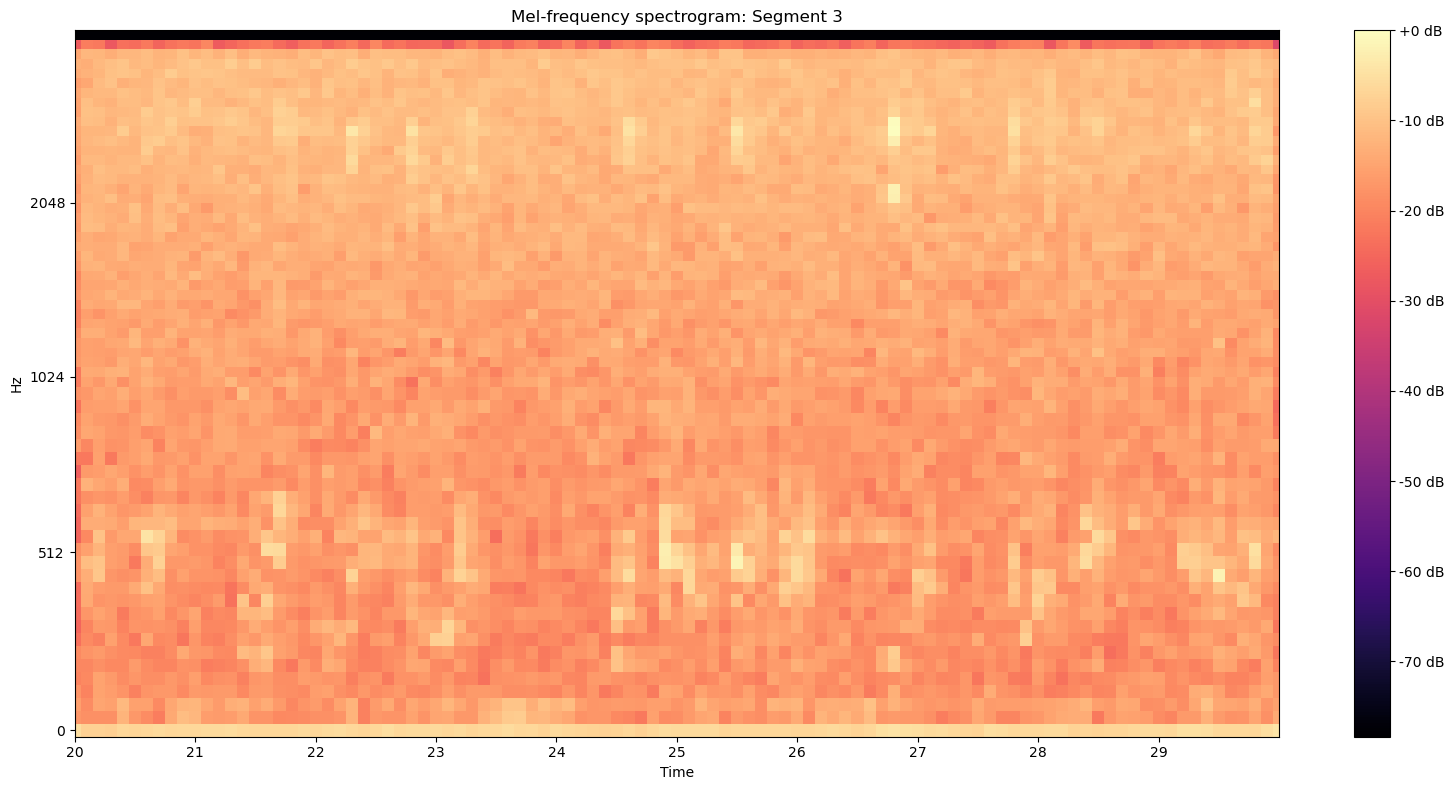 Mel-frequency spectrogram: Segment 3
+0 dB
-10 dB
-20 dB
-30 dB
-40 dB
-50 dB
-60 dB
-70 dB
Hz
2048
1024
512
0
20 21 22 23 24 25 26 27 28 29
Time